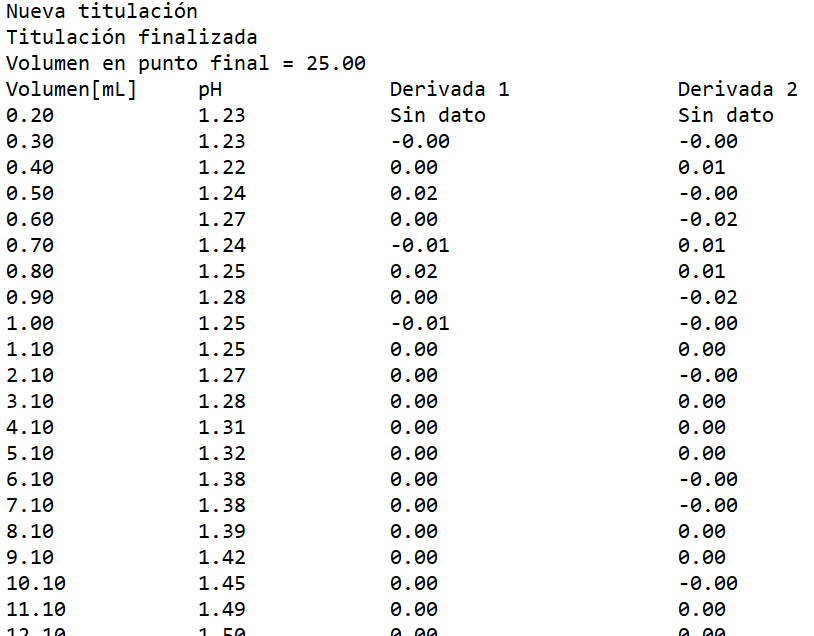 Nueva titulación
Titulación finalizada
Volumen en punto final = 25.00
Volumen[mL] pH Derivada 1 Derivada 2
0.20 1.23 Sin dato Sin dato
0.30 1.23 -0.00 -0.00
0.40 1.22 0.00 0.01
0.50 1.24 0.02 -0.00
0.60 1.27 0.00 -0.02
0.70 1.24 -0.01 0.01
0.80 1.25 0.02 0.01
0.90 1.28 0.00 -0.02
1.00 1.25 -0.01 -0.00
1.10 1.25 0.00 0.00
2.10 1.27 0.00 -0.00
3.10 1.28 0.00 0.00
4.10 1.31 0.00 0.00
5.10 1.32 0.00 0.00
6.10 1.38 0.00 -0.00
7.10 1.38 0.00 -0.00
8.10 1.39 0.00 0.00
9.10 1.42 0.00 0.00
10.10 1.45 0.00 -0.00
11.10 1.49 0.00 0.00